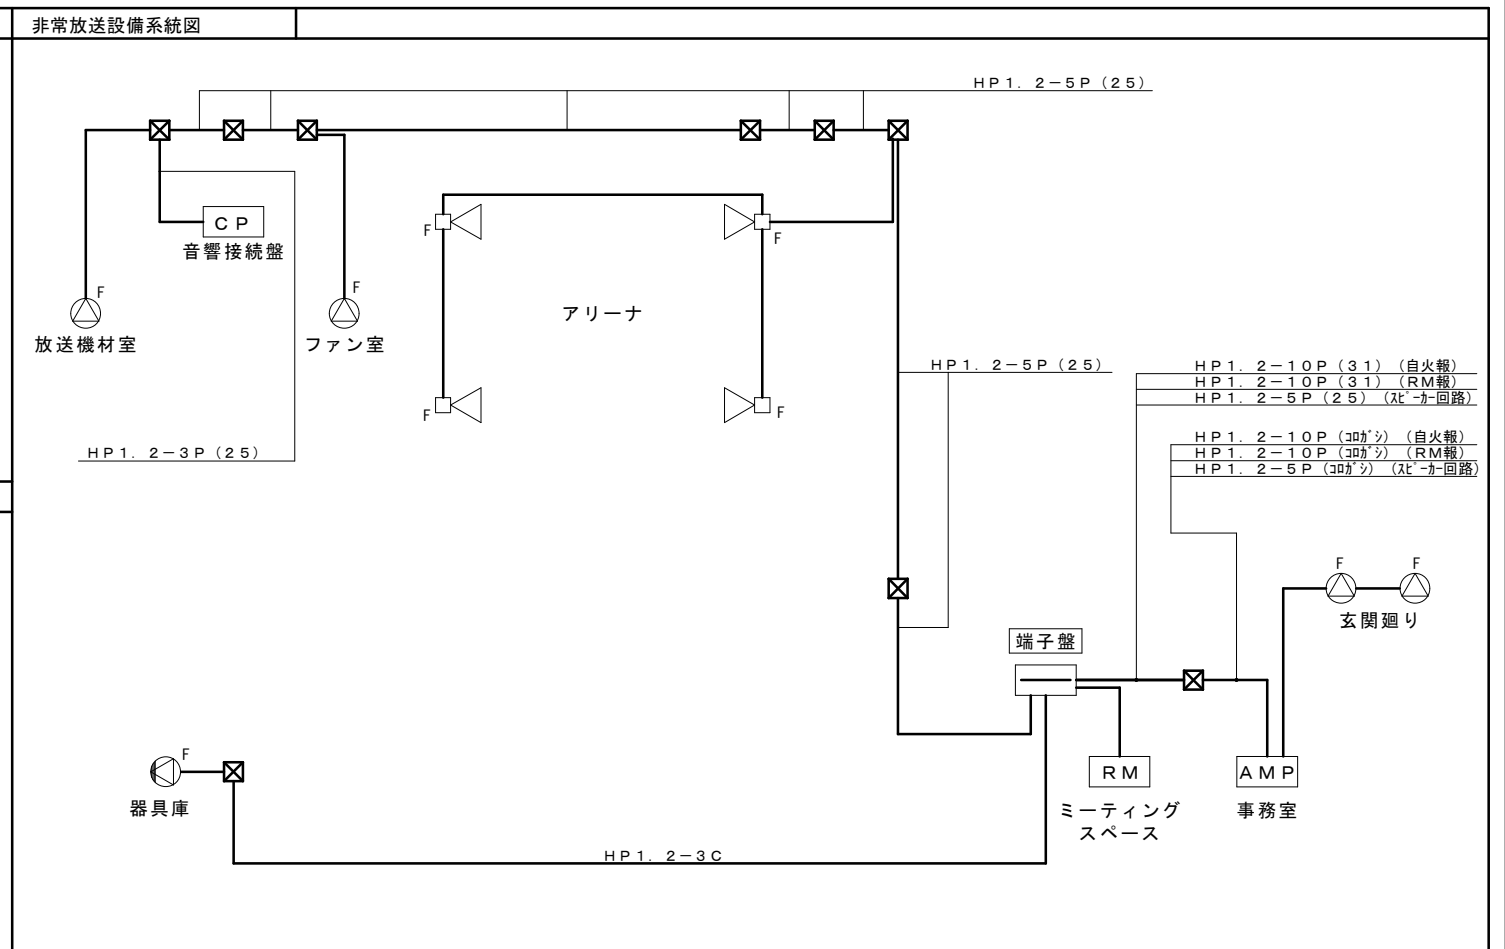 非常放送設備系統図
HP1.2-5P(25)
CP
音響接続盤
F
F
F
F
放送機材室
ファン室
アリーナ
HP1.2-5P(25)
HP1.2-10P(31)(自火報)
HP1.2-10P(31)(RM報)
HP1.2-5P(25)(ｽﾋﾟｰｶｰ回路)
F
F
HP1.2-10P(ｺﾛｶﾞｼ)(自火報)
HP1.2-10P(ｺﾛｶﾞｼ)(RM報)
HP1.2-5P(ｺﾛｶﾞｼ)(ｽﾋﾟｰｶｰ回路)
HP1.2-3P(25)
F
F
玄関廻り
端子盤
F
RM
AMP
器具庫
ミーティング
スペース
事務室
HP1.2-3C